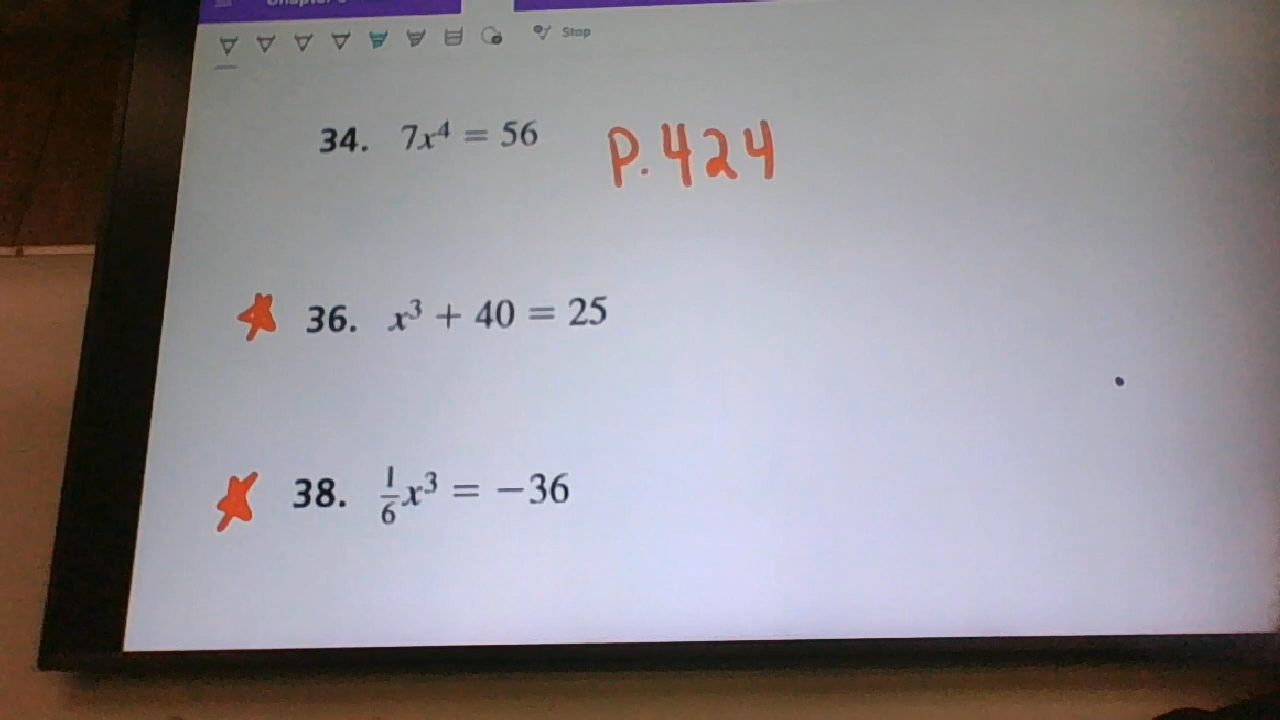 Stop
34. 7x⁴ = 56 P. 424
36. x³ + 40 = 25
38. 1/6x³ = −36